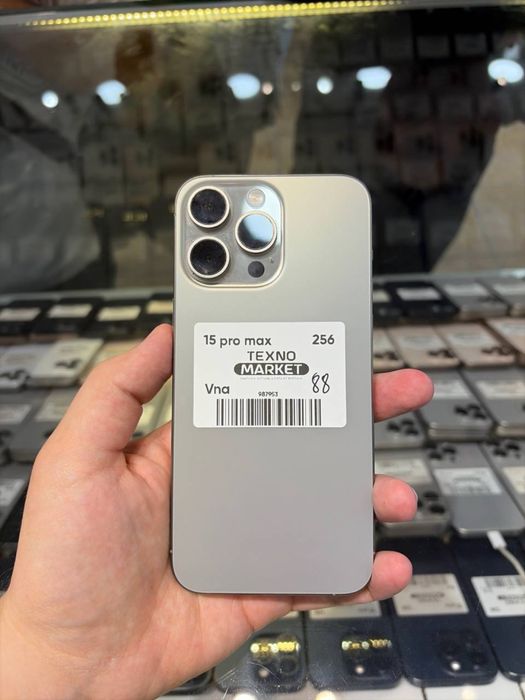 15 pro max 256
TEXNO
MARKET
Vna 88
987953